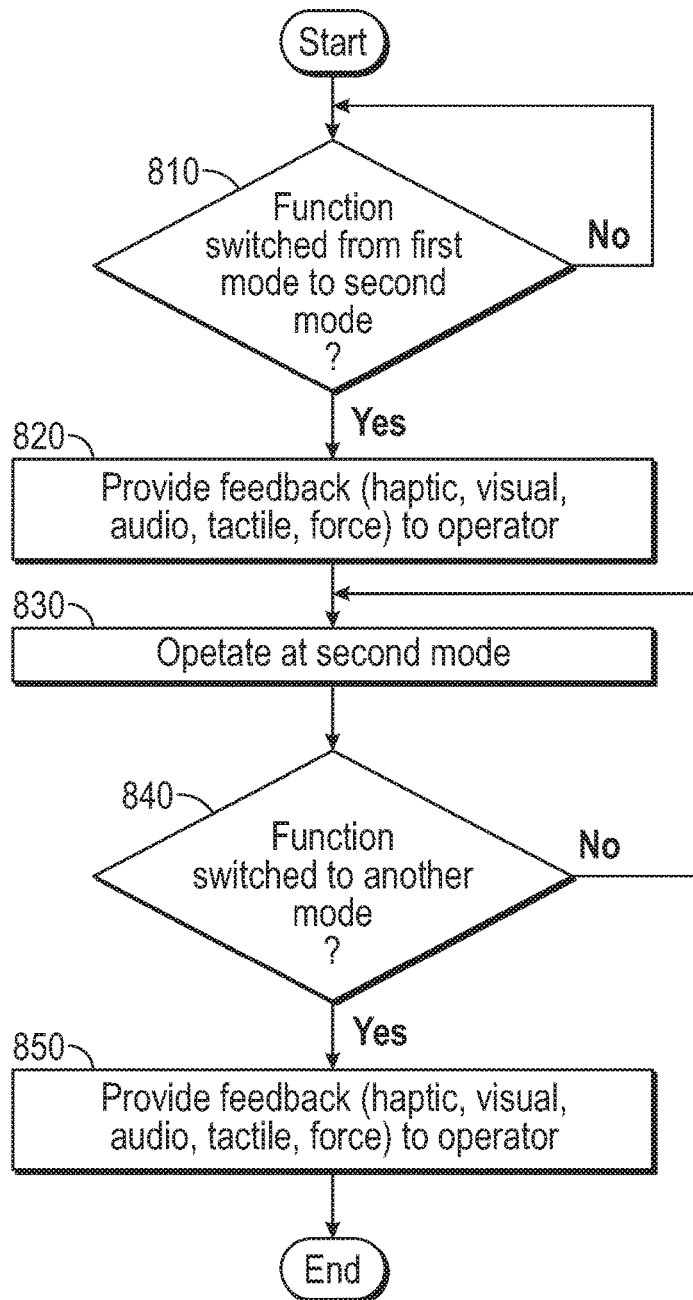 Start
810
Function
switched from first
mode to second
mode
?
No
Yes
820
Provide feedback (haptic, visual,
audio, tactile, force) to operator
830
Opetate at second mode
840
Function
switched to another
mode
?
No
Yes
850
Provide feedback (haptic, visual,
audio, tactile, force) to operator
End